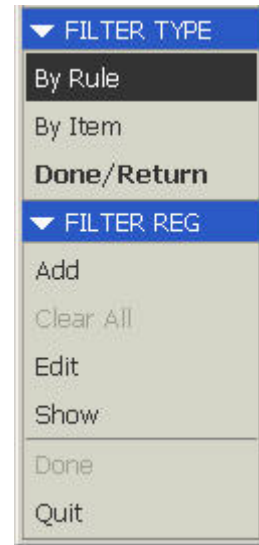 FILTER TYPE
By Rule
By Item
Done/Return
FILTER REG
Add
Clear All
Edit
Show
Done
Quit